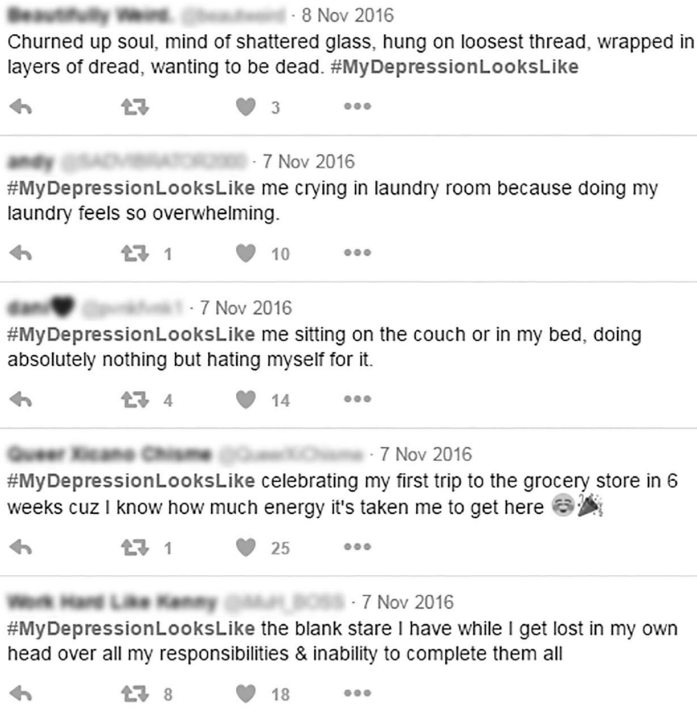 · 8 Nov 2016
Churned up soul, mind of shattered glass, hung on loosest thread, wrapped in
layers of dread, wanting to be dead. #MyDepressionLooksLike
3
· 7 Nov 2016
#MyDepressionLooksLike me crying in laundry room because doing my
laundry feels so overwhelming.
1 10
· 7 Nov 2016
#MyDepressionLooksLike me sitting on the couch or in my bed, doing
absolutely nothing but hating myself for it.
4 14
· 7 Nov 2016
#MyDepressionLooksLike celebrating my first trip to the grocery store in 6
weeks cuz I know how much energy it's taken me to get here
1 25
· 7 Nov 2016
#MyDepressionLooksLike the blank stare I have while I get lost in my own
head over all my responsibilities & inability to complete them all
8 18